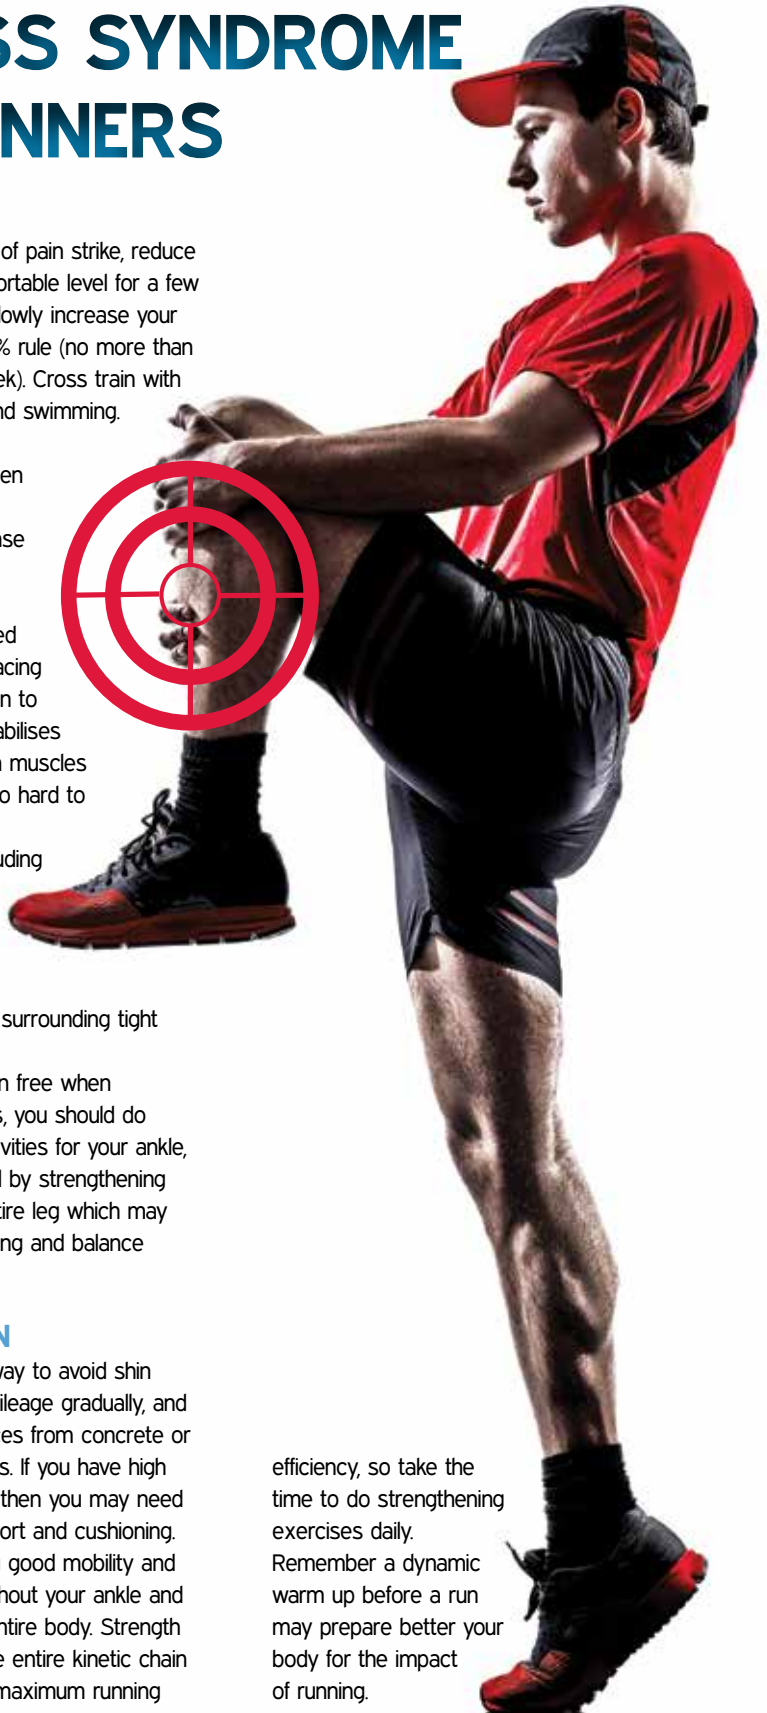 SS SYNDROME
NNERS
of pain strike, reduce
ortable level for a few
lowly increase your
% rule (no more than
ek). Cross train with
nd swimming.
en
ase
ed
acing
n to
abilises
muscles
o hard to
uding
surrounding tight
n free when
s, you should do
vities for your ankle,
l by strengthening
tire leg which may
ng and balance
N
way to avoid shin
ileage gradually, and
es from concrete or
s. If you have high
then you may need
ort and cushioning.
good mobility and
hout your ankle and
ntire body. Strength
e entire kinetic chain
maximum running
efficiency, so take the
time to do strengthening
exercises daily.
Remember a dynamic
warm up before a run
may prepare better your
body for the impact
of running.